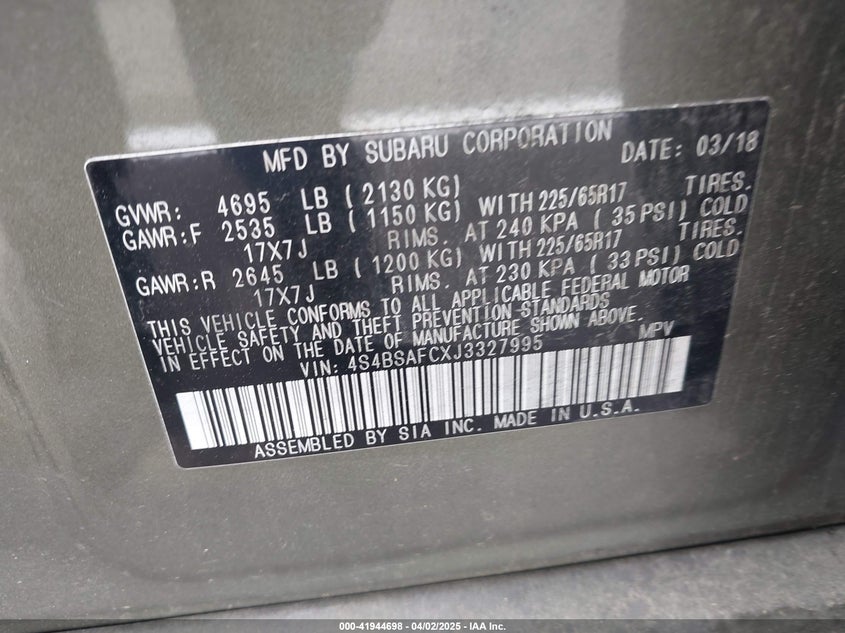 MFD BY SUBARU CORPORATION DATE: 03/18
GVWR: 4695 LB ( 2130 KG)
GAWR:F 2535 LB ( 1150 KG) WITH 225/65R17 TIRES.
17X7J RIMS. AT 240 KPA ( 35 PSI) COLD
GAWR:R 2645 LB ( 1200 KG) WITH 225/65R17 TIRES.
17X7J RIMS. AT 230 KPA ( 33 PSI) COLD
THIS VEHICLE CONFORMS TO ALL APPLICABLE FEDERAL MOTOR
VEHICLE SAFETY AND THEFT PREVENTION STANDARDS
IN EFFECT ON THE DATE OF MANUFACTURE SHOWN ABOVE.
VIN: 4S4BSAFCXJ3327995 MPV
ASSEMBLED BY SIA INC. MADE IN U.S.A.
000-41944698 | 04/02/2025 | IAA Inc.